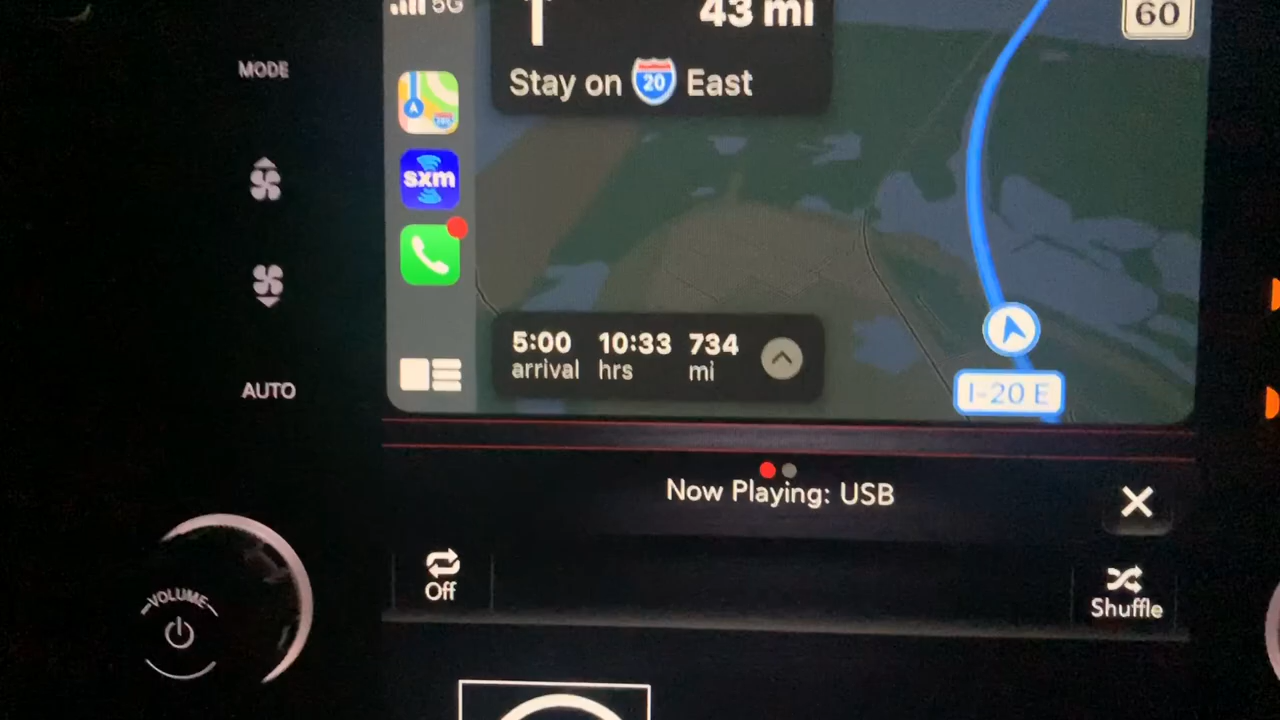 5G
43 mi
60
MODE
Stay on 20 East
sxm
5:00 10:33 734
arrival hrs mi
I-20 E
AUTO
Now Playing: USB
Off
Shuffle
VOLUME